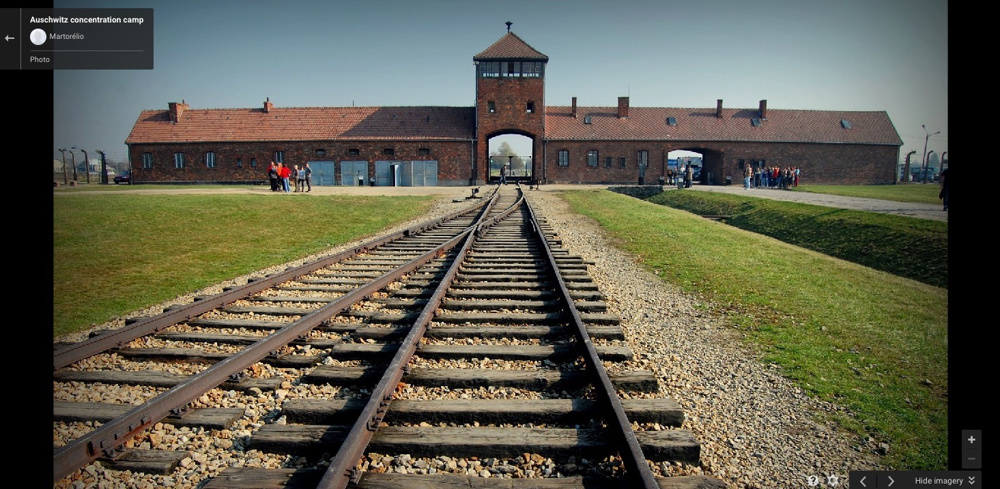 Auschwitz concentration camp
Martorélio
Photo
Hide imagery